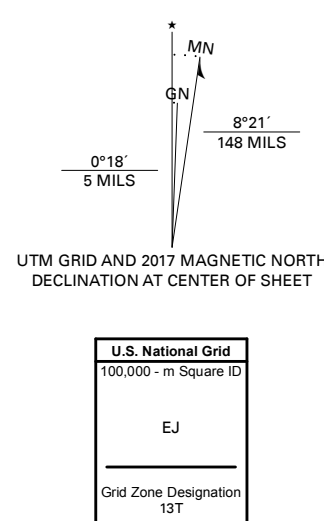 ★
MN
GN
8°21´
148 MILS
0°18´
5 MILS
UTM GRID AND 2017 MAGNETIC NORTH
DECLINATION AT CENTER OF SHEET
U.S. National Grid
100,000 - m Square ID
EJ
Grid Zone Designation
13T